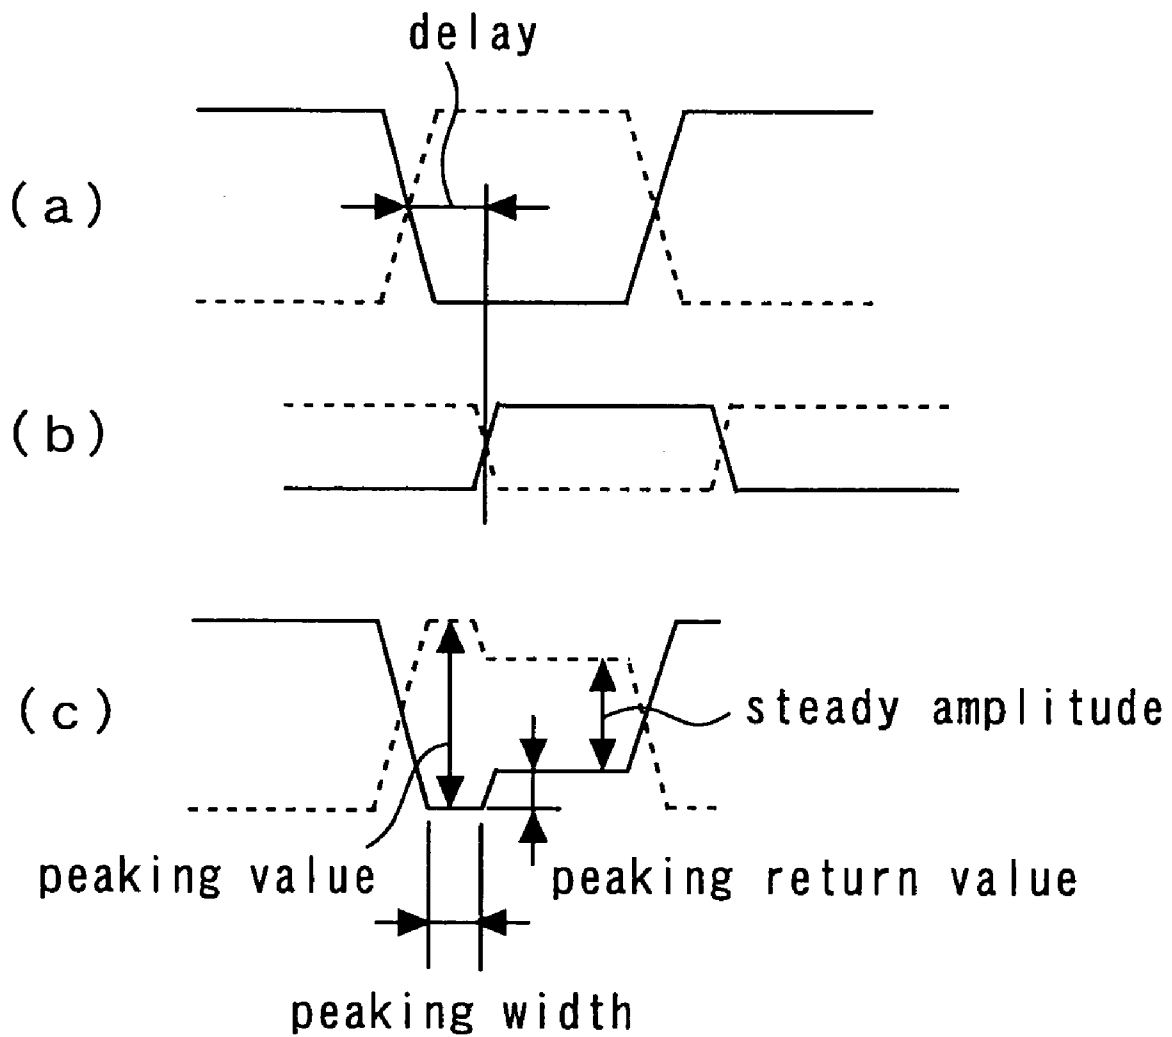 delay
(a)
(b)
(c)
steady amplitude
peaking value
peaking return value
peaking width